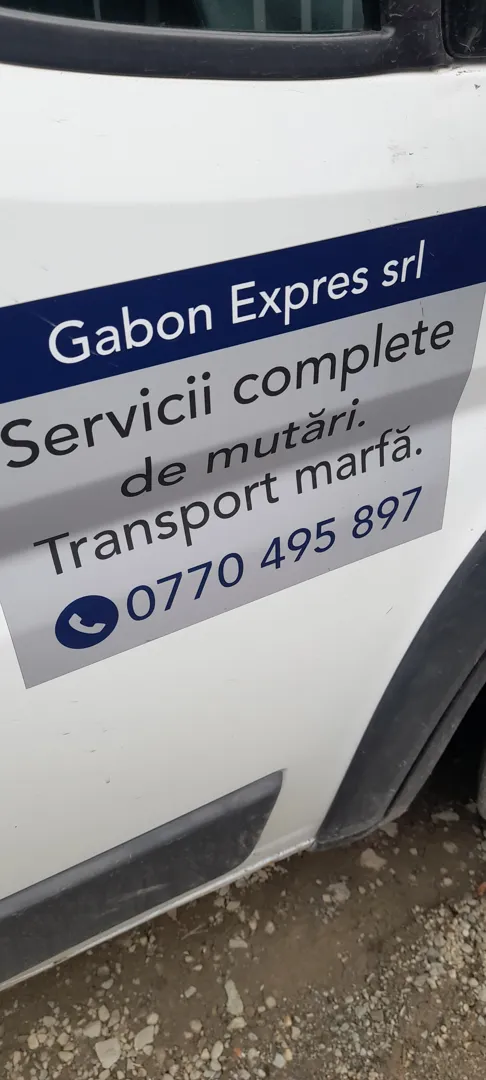 Gabon Expres srl
Servicii complete
de mutări.
Transport marfă.
0770 495 897